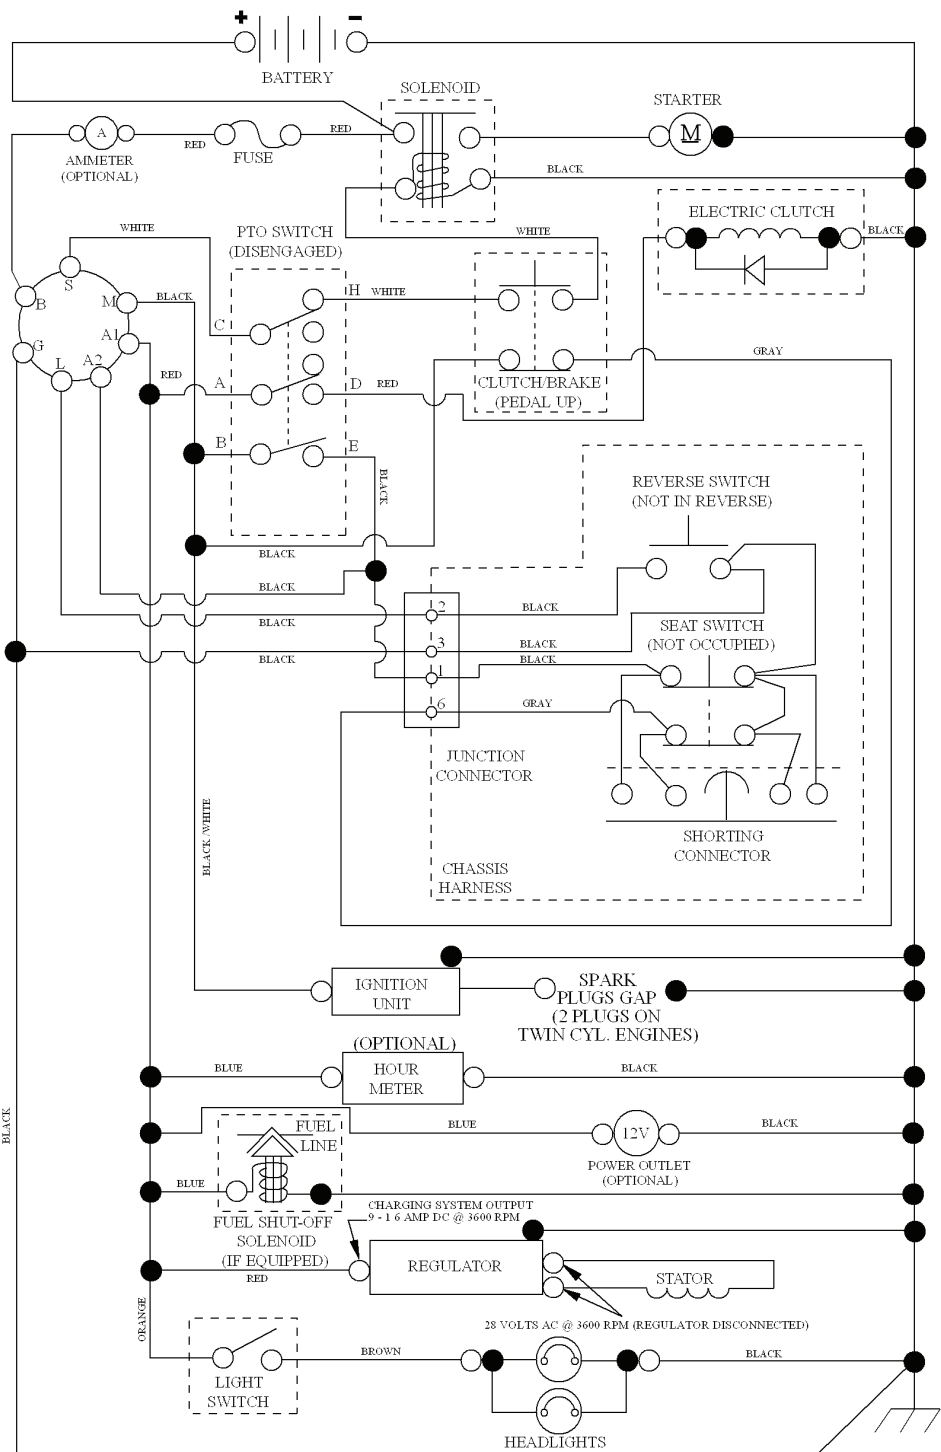 + -
BATTERY
SOLENOID
STARTER
A
RED
FUSE
RED
M
AMMETER
(OPTIONAL)
BLACK
ELECTRIC CLUTCH
BLACK
WHITE
PTO SWITCH
(DISENGAGED)
WHITE
S
B
M
BLACK
H
WHITE
C
G
A1
L
A2
RED
A
D
RED
GRAY
CLUTCH/BRAKE
(PEDAL UP)
B
E
BLACK
REVERSE SWITCH
(NOT IN REVERSE)
BLACK
2
BLACK
BLACK
SEAT SWITCH
(NOT OCCUPIED)
3
BLACK
BLACK
BLACK
1
6
GRAY
JUNCTION
CONNECTOR
SHORTING
CONNECTOR
BLACK /WHITE
CHASSIS
HARNESS
IGNITION
UNIT
SPARK
PLUGS GAP
(2 PLUGS ON
TWIN CYL. ENGINES)
(OPTIONAL)
HOUR
METER
BLUE
BLACK
BLACK
FUEL
LINE
BLUE
12V
BLACK
POWER OUTLET
(OPTIONAL)
BLUE
CHARGING SYSTEM OUTPUT
9 - 1 6 AMP DC @ 3600 RPM
FUEL SHUT-OFF
SOLENOID
(IF EQUIPPED)
RED
REGULATOR
STATOR
28 VOLTS AC @ 3600 RPM (REGULATOR DISCONNECTED)
ORANGE
BROWN
BLACK
LIGHT
SWITCH
HEADLIGHTS